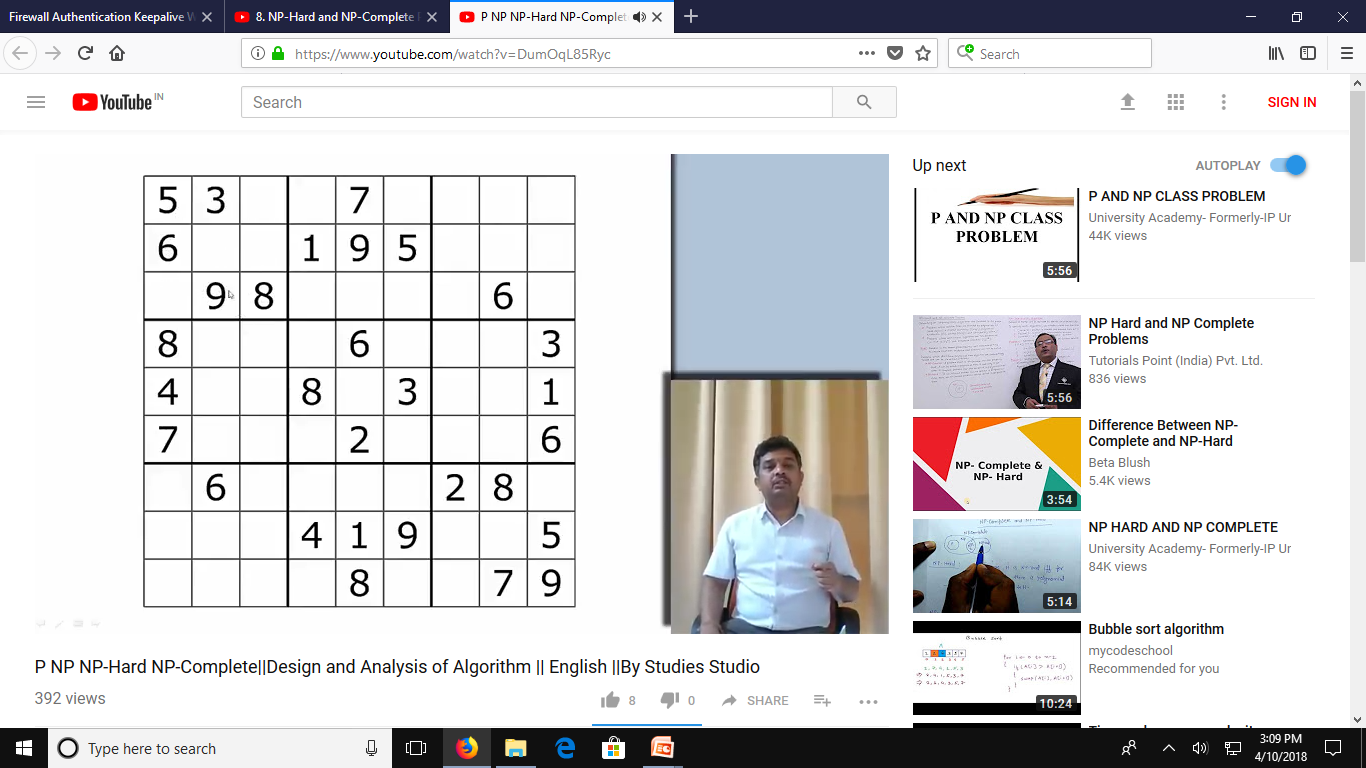 Firewall Authentication Keepalive W
8. NP-Hard and NP-Complete
P NP NP-Hard NP-Complete
https://www.youtube.com/watch?v=DumOqL85Ryc
Search
YouTube IN
Search
SIGN IN
5 3 7
6 1 9 5
9 8 6
8 6 3
4 8 3 1
7 2 6
6 2 8
4 1 9 5
8 7 9
P NP NP-Hard NP-Complete||Design and Analysis of Algorithm || English ||By Studies Studio
392 views
8 0 SHARE
Up next
AUTOPLAY
P AND NP CLASS
PROBLEM
5:56
P AND NP CLASS PROBLEM
University Academy- Formerly-IP Ur
44K views
5:56
NP Hard and NP Complete
Problems
Tutorials Point (India) Pvt. Ltd.
836 views
NP- Complete &
NP- Hard
3:54
Difference Between NP-
Complete and NP-Hard
Beta Blush
5.4K views
5:14
NP HARD AND NP COMPLETE
University Academy- Formerly-IP Ur
84K views
Bubble sort
10:24
Bubble sort algorithm
mycodeschool
Recommended for you
Type here to search
3:09 PM
4/10/2018